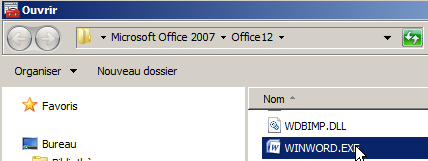 Ouvrir
Microsoft Office 2007 Office12
Organiser Nouveau dossier
Favoris
Nom
WDBIMP.DLL
Bureau
WINWORD.EXE